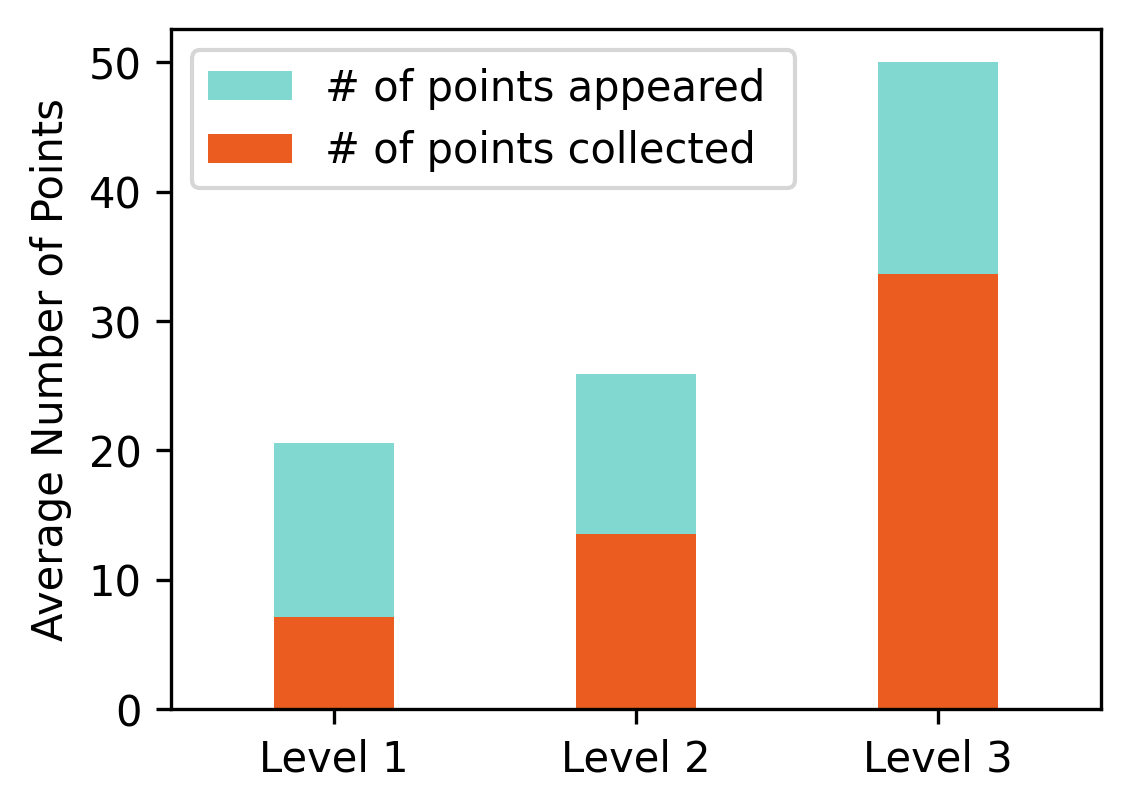 # of points appeared
# of points collected
Average Number of Points
50
40
30
20
10
0
Level 1
Level 2
Level 3